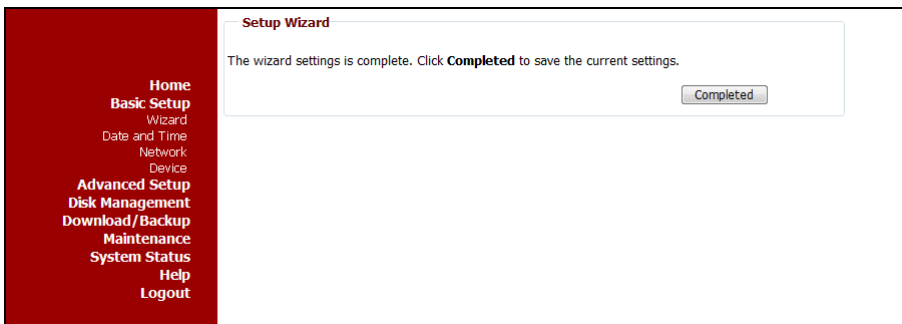 Setup Wizard
The wizard settings is complete. Click Completed to save the current settings.
Completed
Home
Basic Setup
Wizard
Date and Time
Network
Device
Advanced Setup
Disk Management
Download/Backup
Maintenance
System Status
Help
Logout